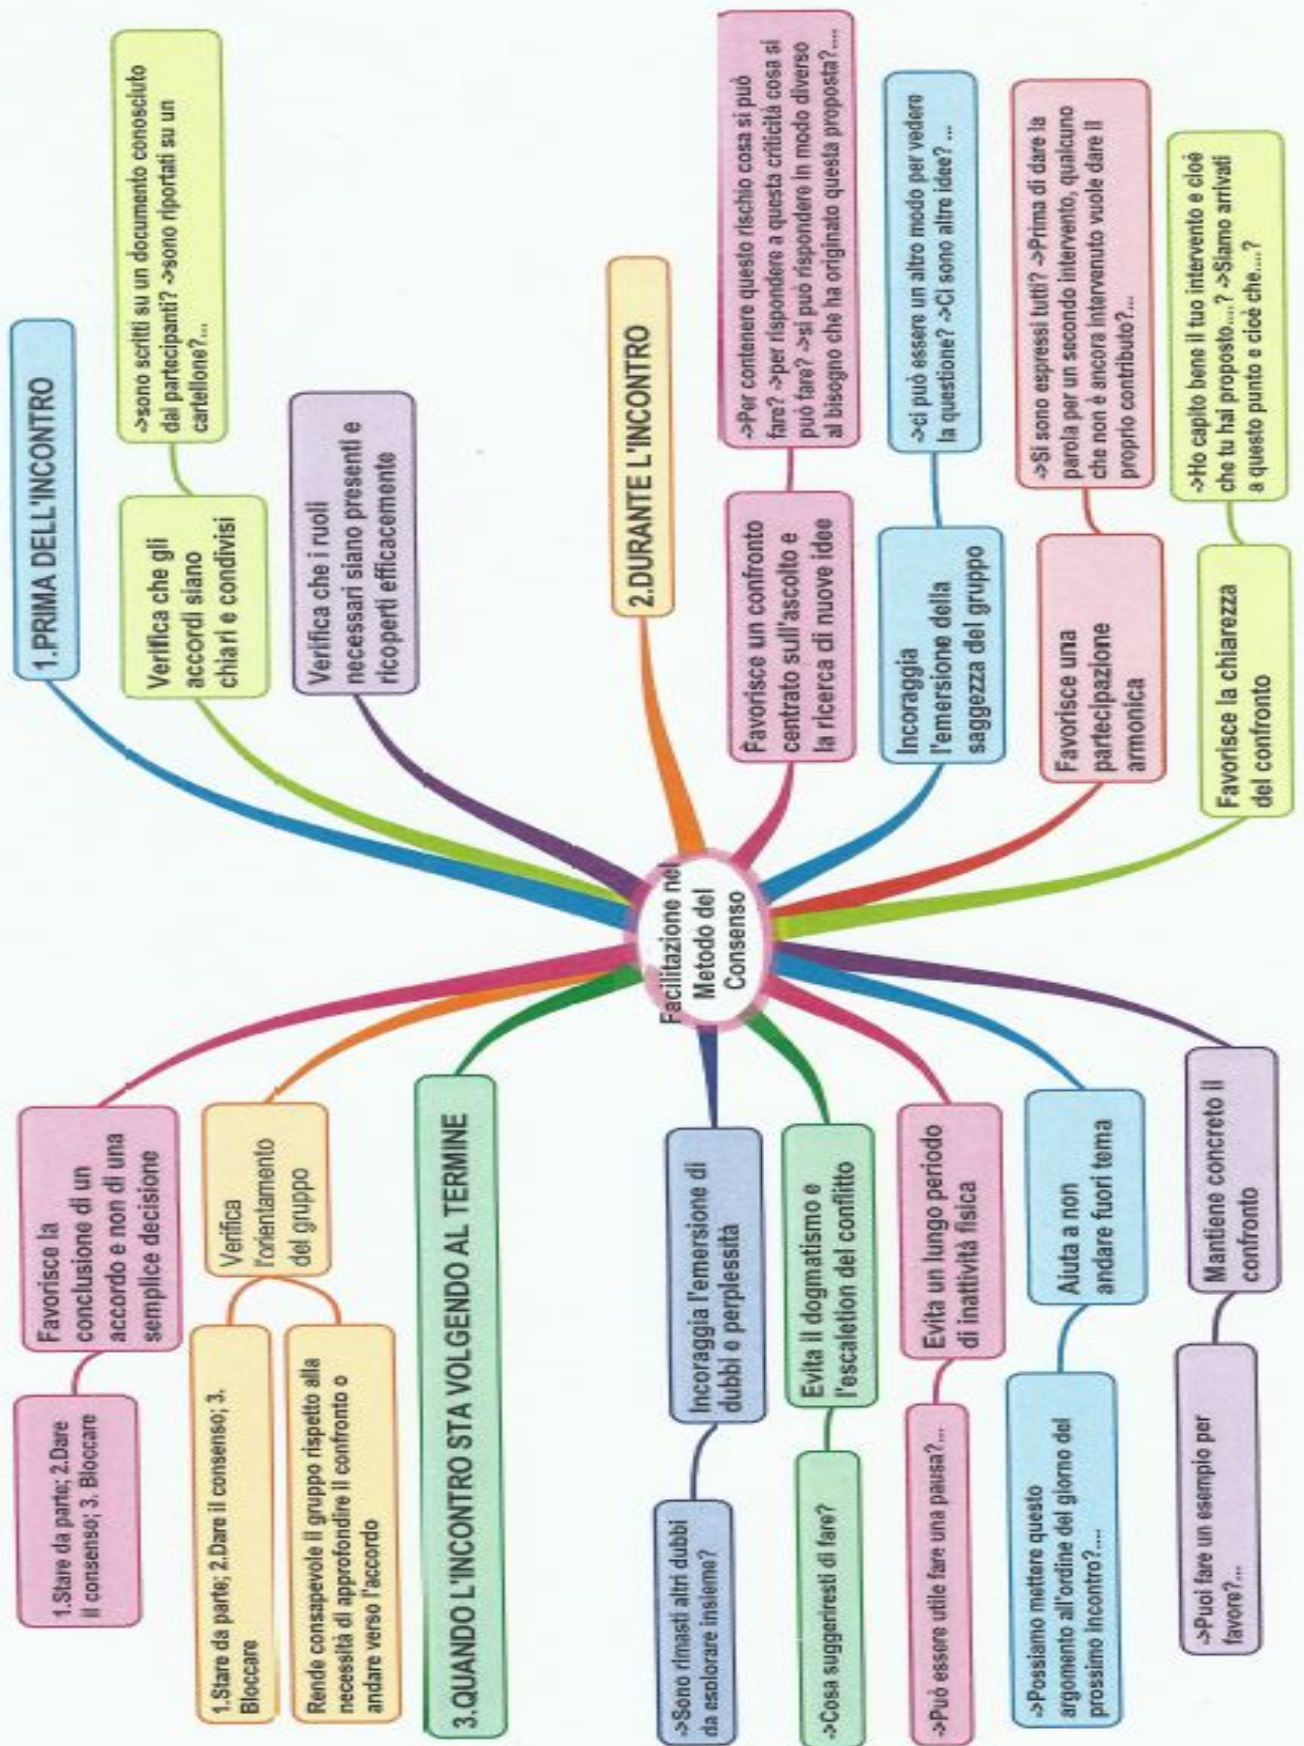 Facilitazione nel
Metodo del
Consenso
1.PRIMA DELL'INCONTRO
Verifica che gli
accordi siano
chiari e condivisi
->sono scritti su un documento conosciuto
dai partecipanti? ->sono riportati su un
cartellone?...
Verifica che i ruoli
necessari siano presenti e
ricoperti efficacemente
2.DURANTE L'INCONTRO
Favorisce un confronto
centrato sull'ascolto e
la ricerca di nuove idee
->Per contenere questo rischio cosa si può
fare? ->per rispondere a questa criticità cosa si
può fare? ->si può rispondere in modo diverso
al bisogno che ha originato questa proposta?....
Incoraggia
l'emersione della
saggezza del gruppo
->ci può essere un altro modo per vedere
la questione? ->Ci sono altre idee? ...
Favorisce una
partecipazione
armonica
->Si sono espressi tutti? ->Prima di dare la
parola per un secondo intervento, qualcuno
che non è ancora intervenuto vuole dare il
proprio contributo?...
Favorisce la chiarezza
del confronto
->Ho capito bene il tuo intervento e cioè
che tu hai proposto....? ->Siamo arrivati
a questo punto e cioè che....?
Mantiene concreto il
confronto
->Puoi fare un esempio per
favore?...
Aiuta a non
andare fuori tema
->Possiamo mettere questo
argomento all'ordine del giorno del
prossimo incontro?....
Evita un lungo periodo
di inattività fisica
->Può essere utile fare una pausa?...
Evita il dogmatismo e
l'escaletion del conflitto
->Cosa suggeriresti di fare?
Incoraggia l'emersione di
dubbi e perplessità
->Sono rimasti altri dubbi
da esplorare insieme?
3.QUANDO L'INCONTRO STA VOLGENDO AL TERMINE
Verifica
l'orientamento
del gruppo
1.Stare da parte; 2.Dare il consenso; 3.
Bloccare
Rende consapevole il gruppo rispetto alla
necessità di approfondire il confronto o
andare verso l'accordo
Favorisce la
conclusione di un
accordo e non di una
semplice decisione
1.Stare da parte; 2.Dare
il consenso; 3. Bloccare